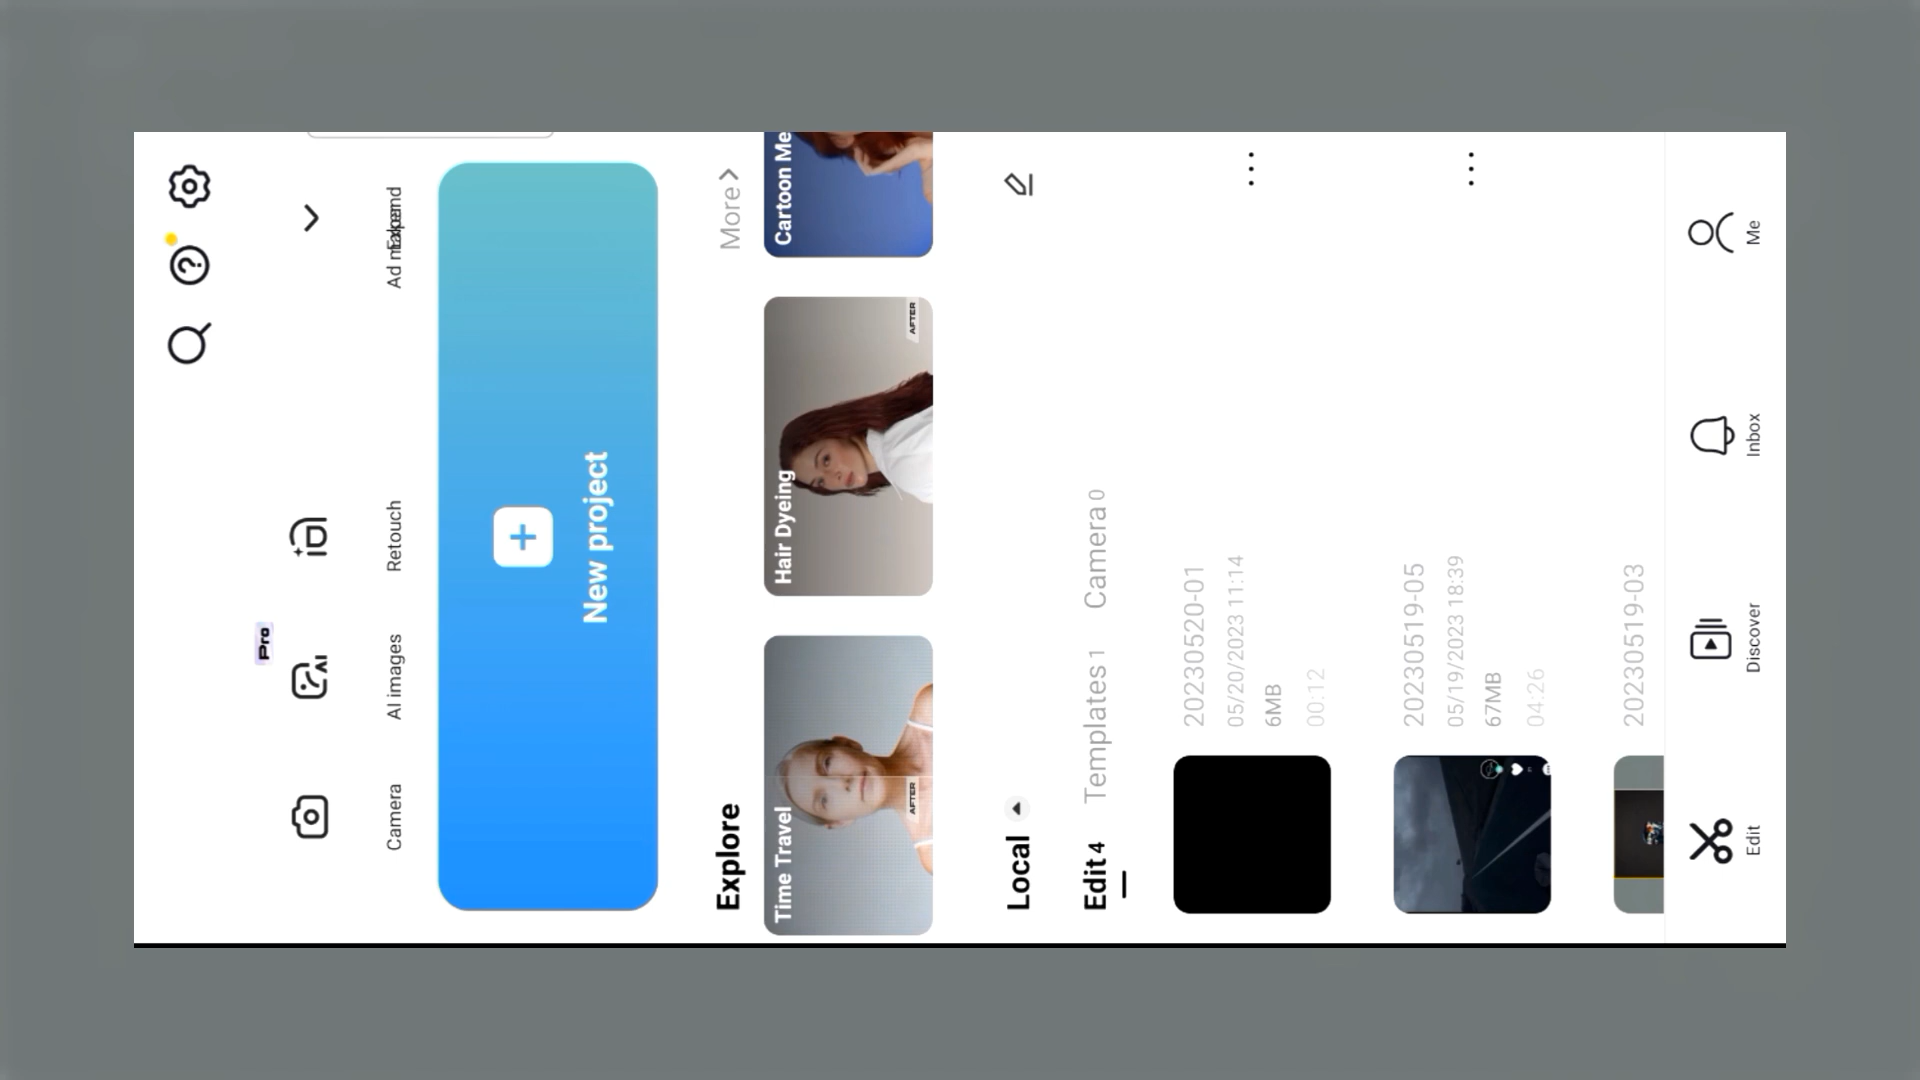 Pro
Camera
AI images
Retouch
Ad maker
Expand
New project
Explore
More
Time Travel
AFTER
Hair Dyeing
AFTER
Cartoon Me
Local
Edit 4
Templates 1
Camera 0
20230520-01
05/20/2023 11:14
6MB
00:12
20230519-05
05/19/2023 18:39
67MB
04:26
20230519-03
Edit
Discover
Inbox
Me